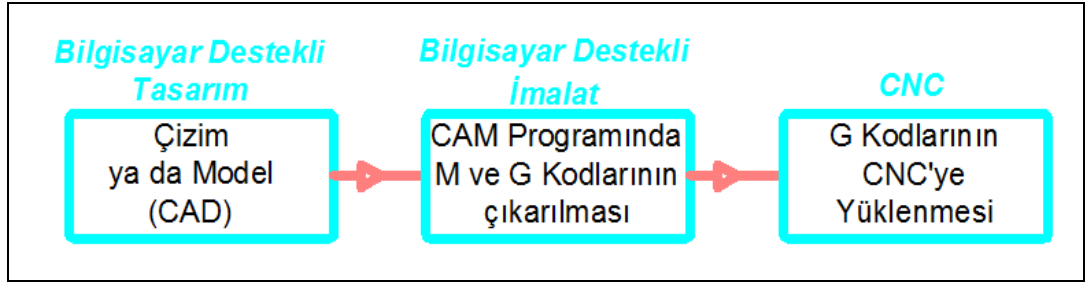 Bilgisayar Destekli
Tasarım
Çizim
ya da Model
(CAD)
Bilgisayar Destekli
İmalat
CAM Programında
M ve G Kodlarının
çıkarılması
CNC
G Kodlarının
CNC'ye
Yüklenmesi